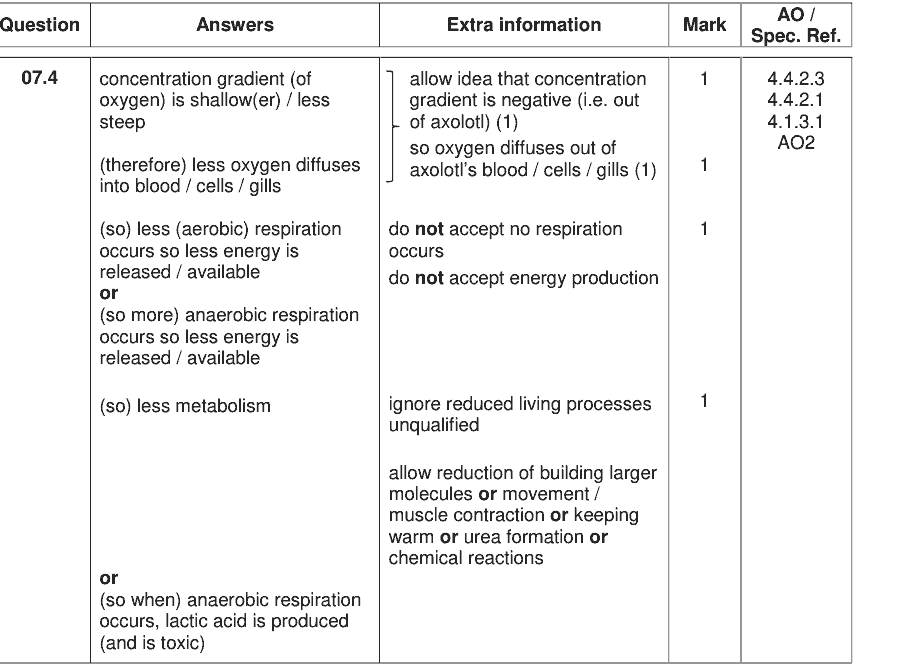 Question
Answers
Extra information
Mark
AO /
Spec. Ref.
07.4
concentration gradient (of
oxygen) is shallow(er) / less
steep
(therefore) less oxygen diffuses
into blood / cells / gills
(so) less (aerobic) respiration
occurs so less energy is
released / available
or
(so more) anaerobic respiration
occurs so less energy is
released / available
(so) less metabolism
or
(so when) anaerobic respiration
occurs, lactic acid is produced
(and is toxic)
allow idea that concentration
gradient is negative (i.e. out
of axolotl) (1)
so oxygen diffuses out of
axolotl's blood / cells / gills (1)
do not accept no respiration
occurs
do not accept energy production
ignore reduced living processes
unqualified
allow reduction of building larger
molecules or movement /
muscle contraction or keeping
warm or urea formation or
chemical reactions
1
1
1
1
4.4.2.3
4.4.2.1
4.1.3.1
AO2